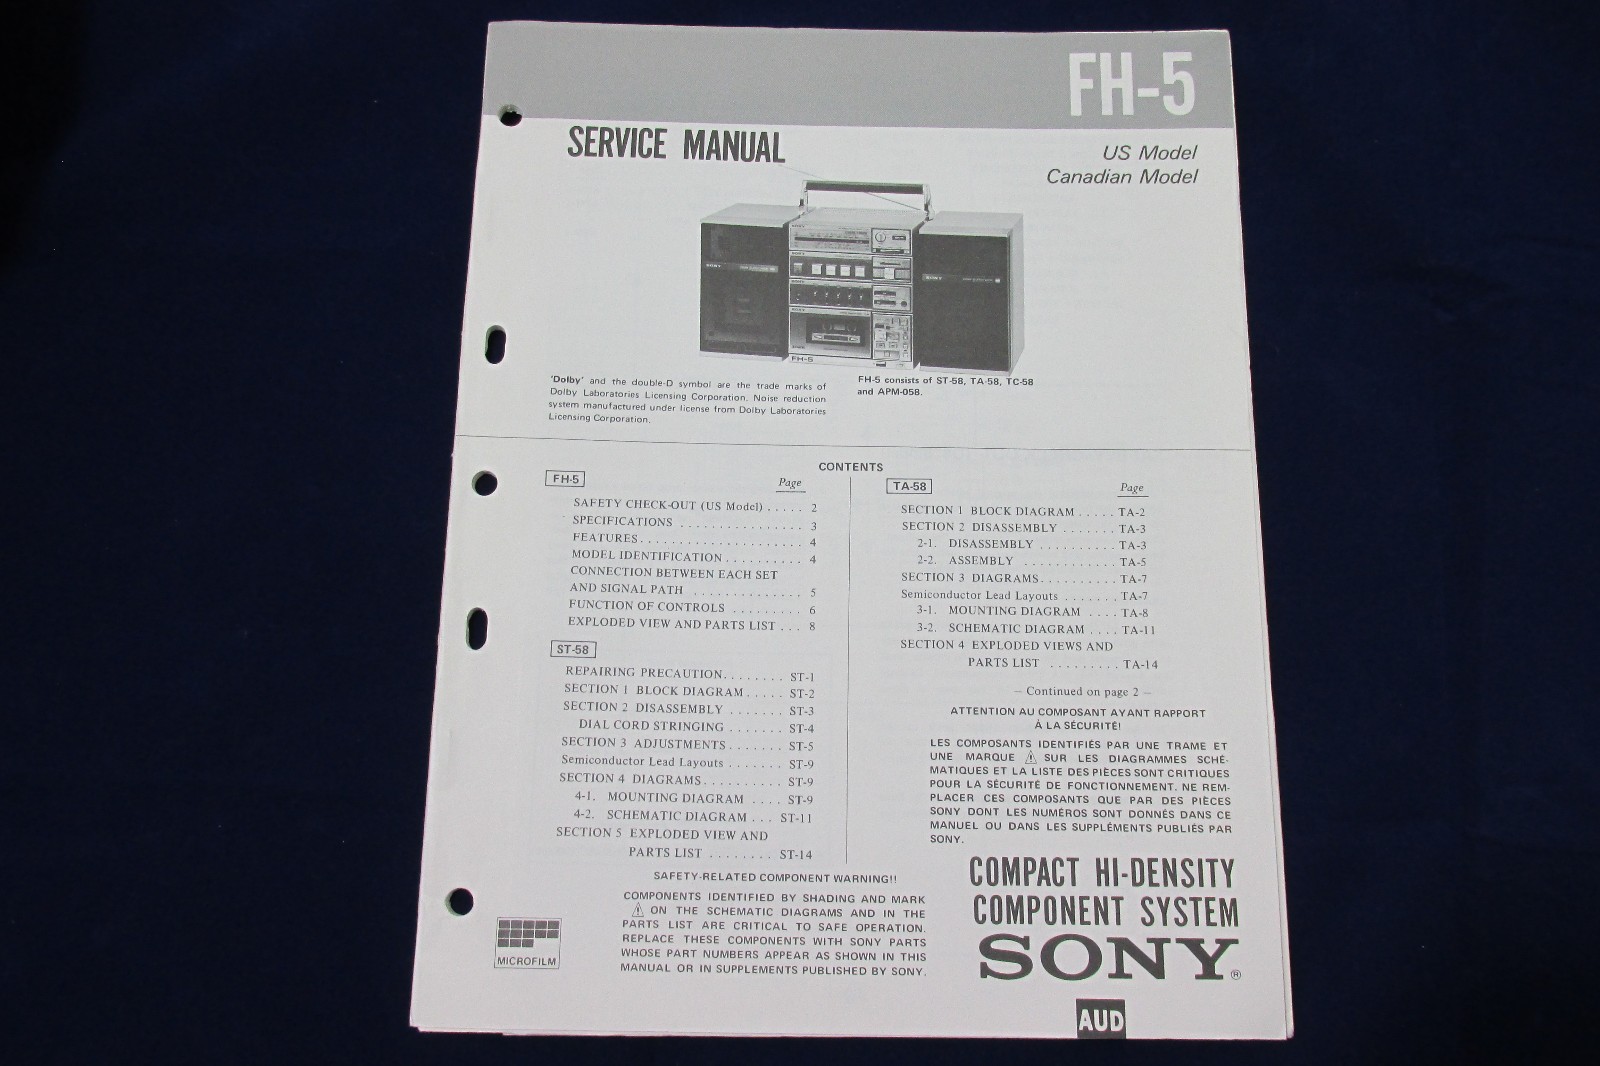 FH-5
SERVICE MANUAL
US Model
Canadian Model
SONY
SONY
FH-5
'Dolby' and the double-D symbol are the trade marks of
Dolby Laboratories Licensing Corporation. Noise reduction
system manufactured under license from Dolby Laboratories
Licensing Corporation.
FH-5 consists of ST-58, TA-58, TC-58
and APM-058.
CONTENTS
FH-5
Page
SAFETY CHECK-OUT (US Model) ..... 2
SPECIFICATIONS ................ 3
FEATURES..................... 4
MODEL IDENTIFICATION.......... 4
CONNECTION BETWEEN EACH SET
AND SIGNAL PATH .............. 5
FUNCTION OF CONTROLS ......... 6
EXPLODED VIEW AND PARTS LIST ... 8
ST-58
REPAIRING PRECAUTION........ ST-1
SECTION 1 BLOCK DIAGRAM..... ST-2
SECTION 2 DISASSEMBLY ....... ST-3
DIAL CORD STRINGING ....... ST-4
SECTION 3 ADJUSTMENTS....... ST-5
Semiconductor Lead Layouts ....... ST-9
SECTION 4 DIAGRAMS.......... ST-9
4-1. MOUNTING DIAGRAM .... ST-9
4-2. SCHEMATIC DIAGRAM ... ST-11
SECTION 5 EXPLODED VIEW AND
PARTS LIST ........ ST-14
TA-58
Page
SECTION 1 BLOCK DIAGRAM ..... TA-2
SECTION 2 DISASSEMBLY ....... TA-3
2-1. DISASSEMBLY .......... TA-3
2-2. ASSEMBLY ............ TA-5
SECTION 3 DIAGRAMS.......... TA-7
Semiconductor Lead Layouts ....... TA-7
3-1. MOUNTING DIAGRAM .... TA-8
3-2. SCHEMATIC DIAGRAM .... TA-11
SECTION 4 EXPLODED VIEWS AND
PARTS LIST ......... TA-14
— Continued on page 2 —
ATTENTION AU COMPOSANT AYANT RAPPORT
À LA SÉCURITÉ!
LES COMPOSANTS IDENTIFIÉS PAR UNE TRAME ET
UNE MARQUE ⚠ SUR LES DIAGRAMMES SCHÉ-
MATIQUES ET LA LISTE DES PIÈCES SONT CRITIQUES
POUR LA SÉCURITÉ DE FONCTIONNEMENT. NE REM-
PLACER CES COMPOSANTS QUE PAR DES PIÈCES
SONY DONT LES NUMÉROS SONT DONNÉS DANS CE
MANUEL OU DANS LES SUPPLÉMENTS PUBLIÉS PAR
SONY.
SAFETY-RELATED COMPONENT WARNING!!
COMPONENTS IDENTIFIED BY SHADING AND MARK
⚠ ON THE SCHEMATIC DIAGRAMS AND IN THE
PARTS LIST ARE CRITICAL TO SAFE OPERATION.
REPLACE THESE COMPONENTS WITH SONY PARTS
WHOSE PART NUMBERS APPEAR AS SHOWN IN THIS
MANUAL OR IN SUPPLEMENTS PUBLISHED BY SONY.
MICROFILM
COMPACT HI-DENSITY
COMPONENT SYSTEM
SONY®
AUD